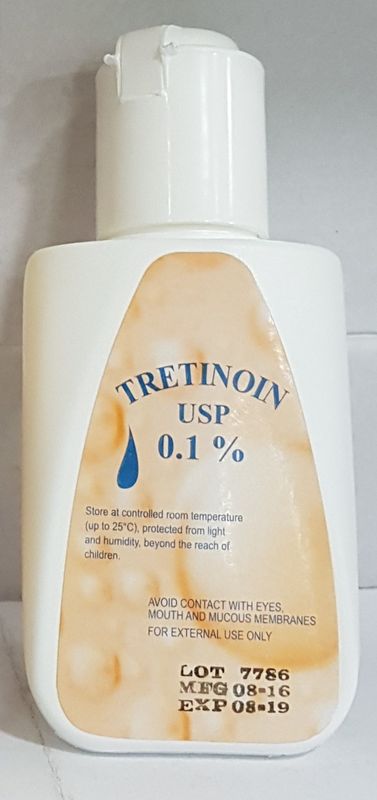 TRETINOIN
USP
0.1 %
Store at controlled room temperature
(up to 25°C), protected from light
and humidity, beyond the reach of
children.
AVOID CONTACT WITH EYES,
MOUTH AND MUCOUS MEMBRANES
FOR EXTERNAL USE ONLY
LOT 7786
MFG 08-16
EXP 08-19